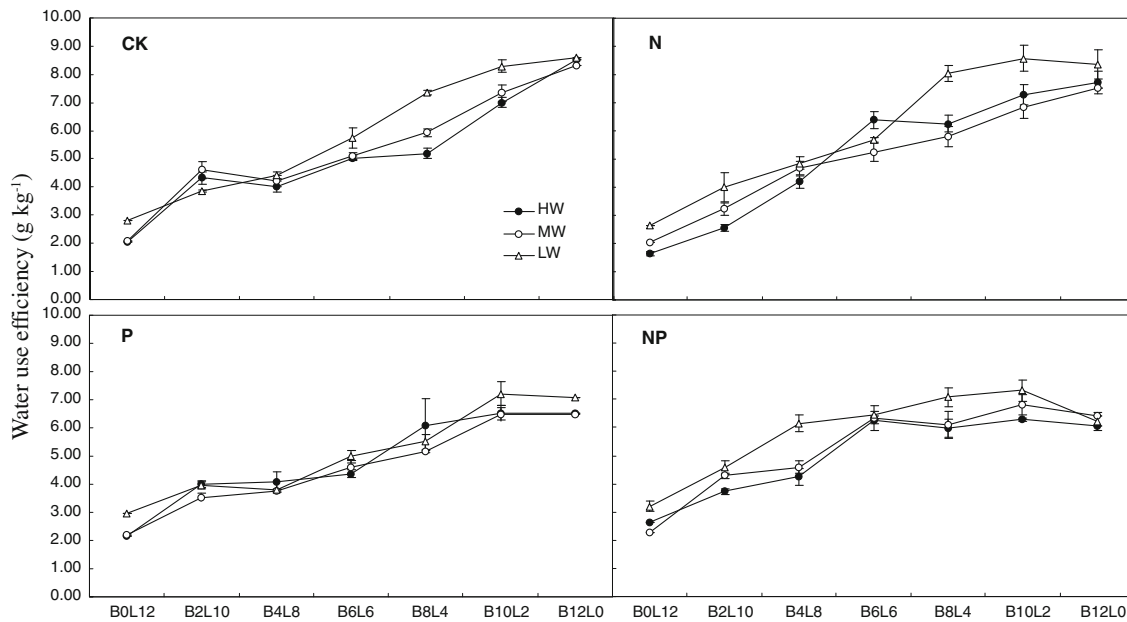 Water use efficiency (g kg⁻¹)
CK
10.00
9.00
8.00
7.00
6.00
5.00
4.00
3.00
2.00
1.00
0.00
HW
MW
LW
N
P
10.00
9.00
8.00
7.00
6.00
5.00
4.00
3.00
2.00
1.00
0.00
NP
B0L12 B2L10 B4L8 B6L6 B8L4 B10L2 B12L0
B0L12 B2L10 B4L8 B6L6 B8L4 B10L2 B12L0